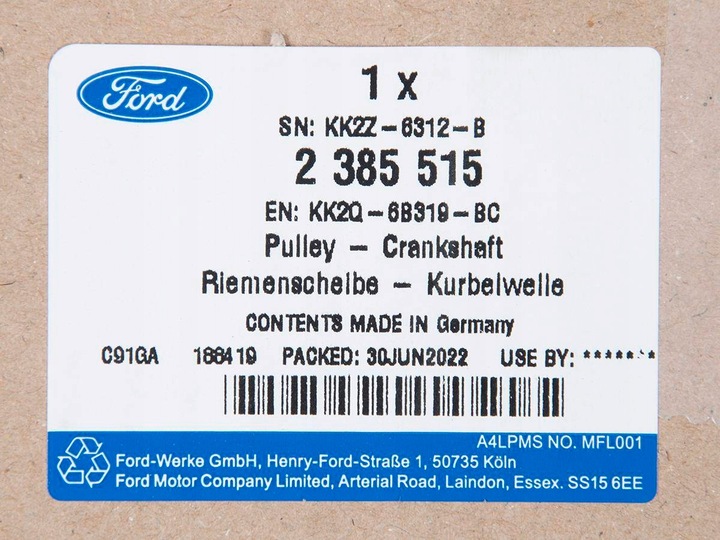 Ford
1 x
SN: KK2Z-6312-B
2 385 515
EN: KK2Q-6B319-BC
Pulley - Crankshaft
Riemenscheibe - Kurbelwelle
CONTENTS MADE IN Germany
C91GA 188419 PACKED: 30JUN2022 USE BY: *******
A4LPMS NO. MFL001
Ford-Werke GmbH, Henry-Ford-Straße 1, 50735 Köln
Ford Motor Company Limited, Arterial Road, Laindon, Essex. SS15 6EE